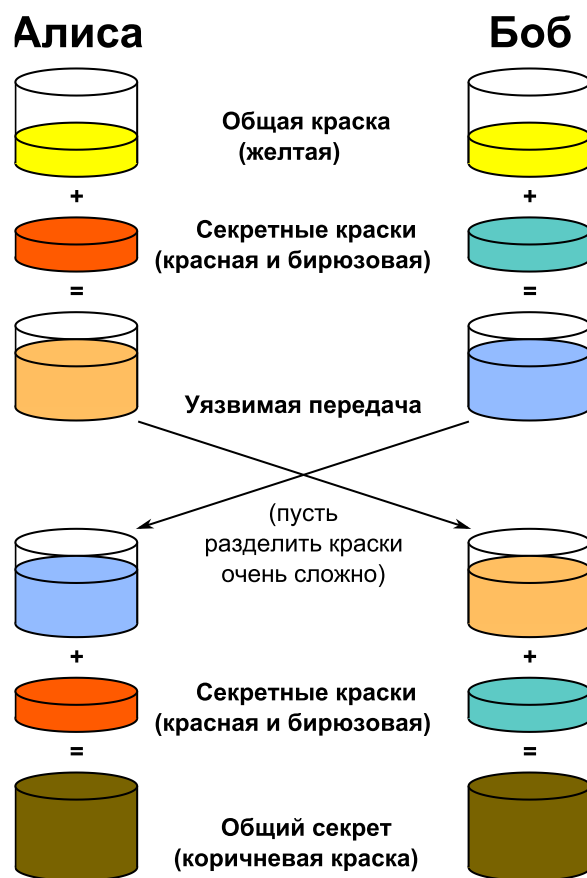 Алиса
Боб
Общая краска
(желтая)
+
+
Секретные краски
(красная и бирюзовая)
=
=
Уязвимая передача
(пусть
разделить краски
очень сложно)
+
+
Секретные краски
(красная и бирюзовая)
=
=
Общий секрет
(коричневая краска)